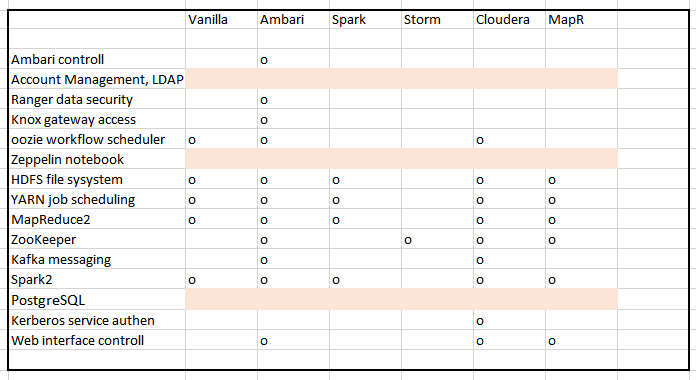 Vanilla Ambari Spark Storm Cloudera MapR
Ambari controll o
Account Management, LDAP
Ranger data security o
Knox gateway access o
oozie workflow scheduler o o o
Zeppelin notebook
HDFS file sysystem o o o o o
YARN job scheduling o o o o o
MapReduce2 o o o o o
ZooKeeper o o o o
Kafka messaging o o
Spark2 o o o o o
PostgreSQL
Kerberos service authen o
Web interface controll o o o